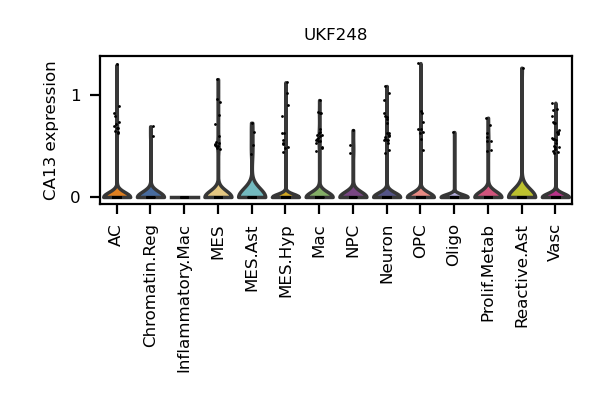 UKF248
CA13 expression
1
0
AC
Chromatin.Reg
Inflammatory.Mac
MES
MES.Ast
MES.Hyp
Mac
NPC
Neuron
OPC
Oligo
Prolif.Metab
Reactive.Ast
Vasc